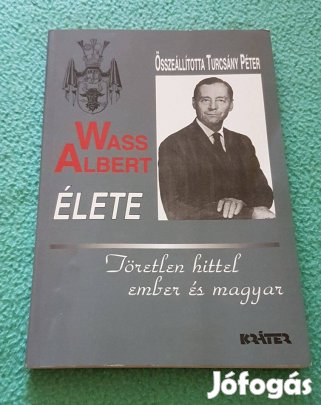 Összeállította Turcsány Péter
Wass
Albert
Élete
Töretlen hittel
ember és magyar
KRÁTER
Jófogás